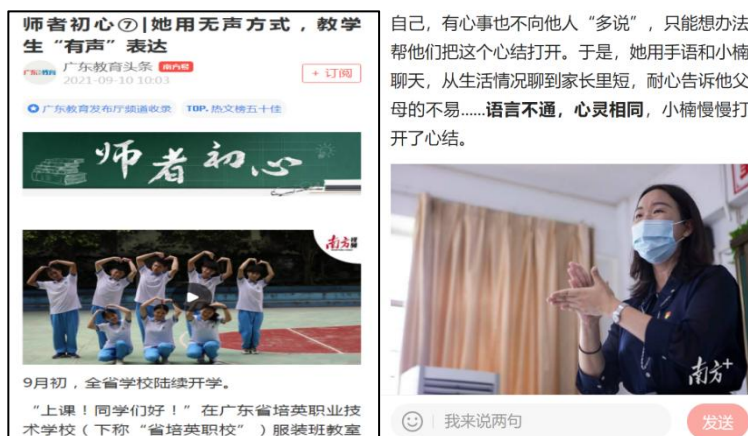 师者初心⑦|她用无声方式，教学
生“有声”表达
广东教育
广东教育头条 南方号
2021-09-10 10:03
+ 订阅
广东教育发布厅频道收录 TOP. 热文榜五十佳
师者初心
南方+
9月初，全省学校陆续开学。
“上课！同学们好！”在广东省培英职业技
术学校（下称“省培英职校”）服装班教室
自己，有心事也不向他人“多说”，只能想办法
帮他们把这个心结打开。于是，她用手语和小楠
聊天，从生活情况聊到家长里短，耐心告诉他父
母的不易......语言不通，心灵相同，小楠慢慢打
开了心结。
南方+
我来说两句
发送